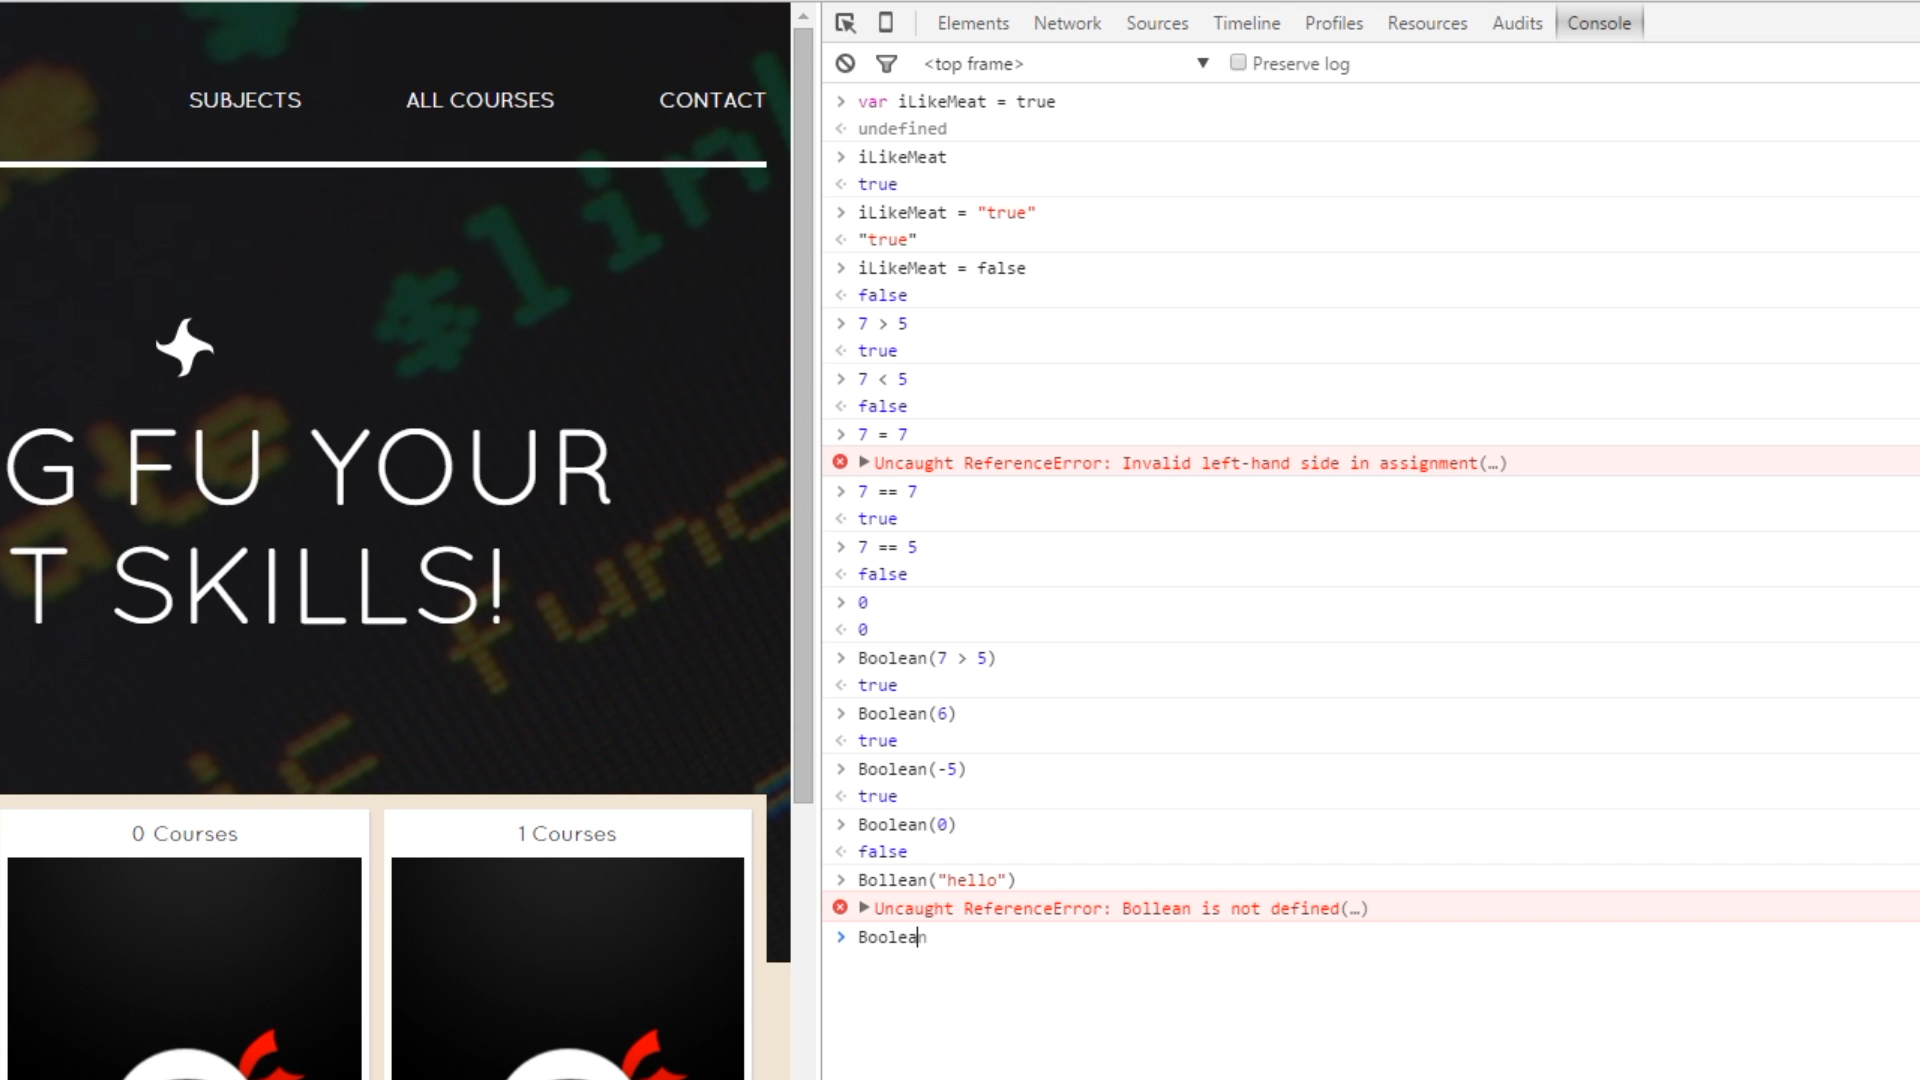 SUBJECTS ALL COURSES CONTACT
$lin
G FU YOUR
T SKILLS!
func
0 Courses 1 Courses
Elements Network Sources Timeline Profiles Resources Audits Console
<top frame> ▼ Preserve log
> var iLikeMeat = true
undefined
> iLikeMeat
true
> iLikeMeat = "true"
"true"
> iLikeMeat = false
false
> 7 > 5
true
> 7 < 5
false
> 7 = 7
Uncaught ReferenceError: Invalid left-hand side in assignment(…)
> 7 == 7
true
> 7 == 5
false
> 0
0
> Boolean(7 > 5)
true
> Boolean(6)
true
> Boolean(-5)
true
> Boolean(0)
false
> Bollean("hello")
Uncaught ReferenceError: Bollean is not defined(…)
> Boolean